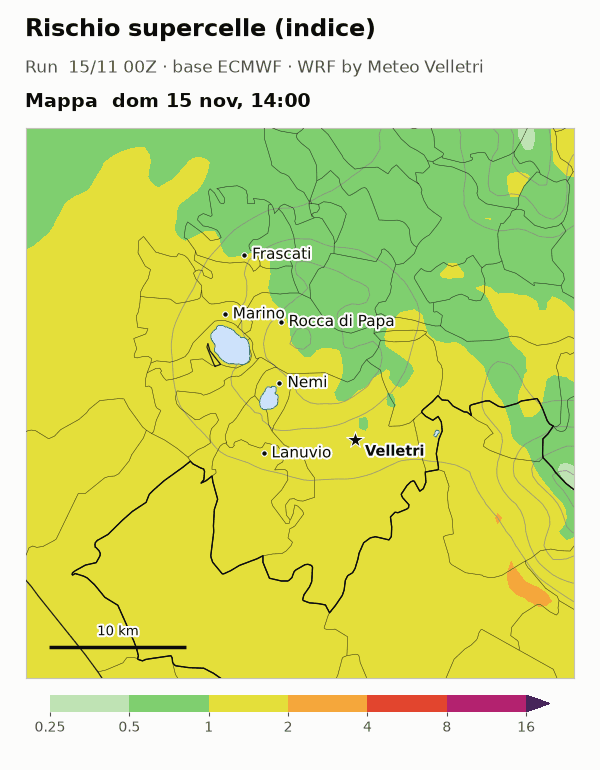 Rischio supercelle (indice)
Run  15/11 00Z · base ECMWF · WRF by Meteo Velletri
Mappa  dom 15 nov, 14:00
Frascati
Marino
Rocca di Papa
Nemi
Velletri
Lanuvio
10 km
0.25 0.5 1 2 4 8 16